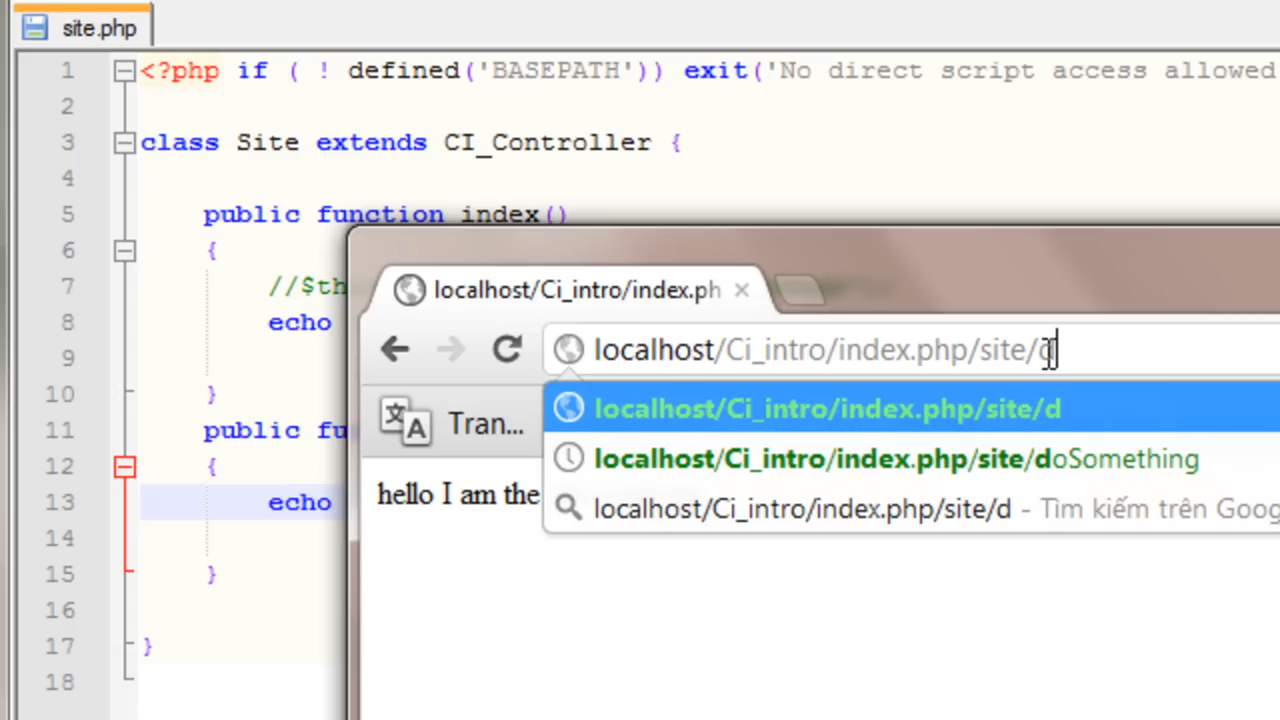 site.php
1 <?php if ( ! defined('BASEPATH')) exit('No direct script access allowed
2
3 class Site extends CI_Controller {
4
5 public function index()
6 {
7 //$th
8 echo
9
10 }
11 public fu
12 {
13 echo
14
15 }
16
17 }
18
localhost/Ci_intro/index.ph
localhost/Ci_intro/index.php/site/d
localhost/Ci_intro/index.php/site/d
Tran...
localhost/Ci_intro/index.php/site/doSomething
hello I am the
localhost/Ci_intro/index.php/site/d - Tìm kiếm trên Goog